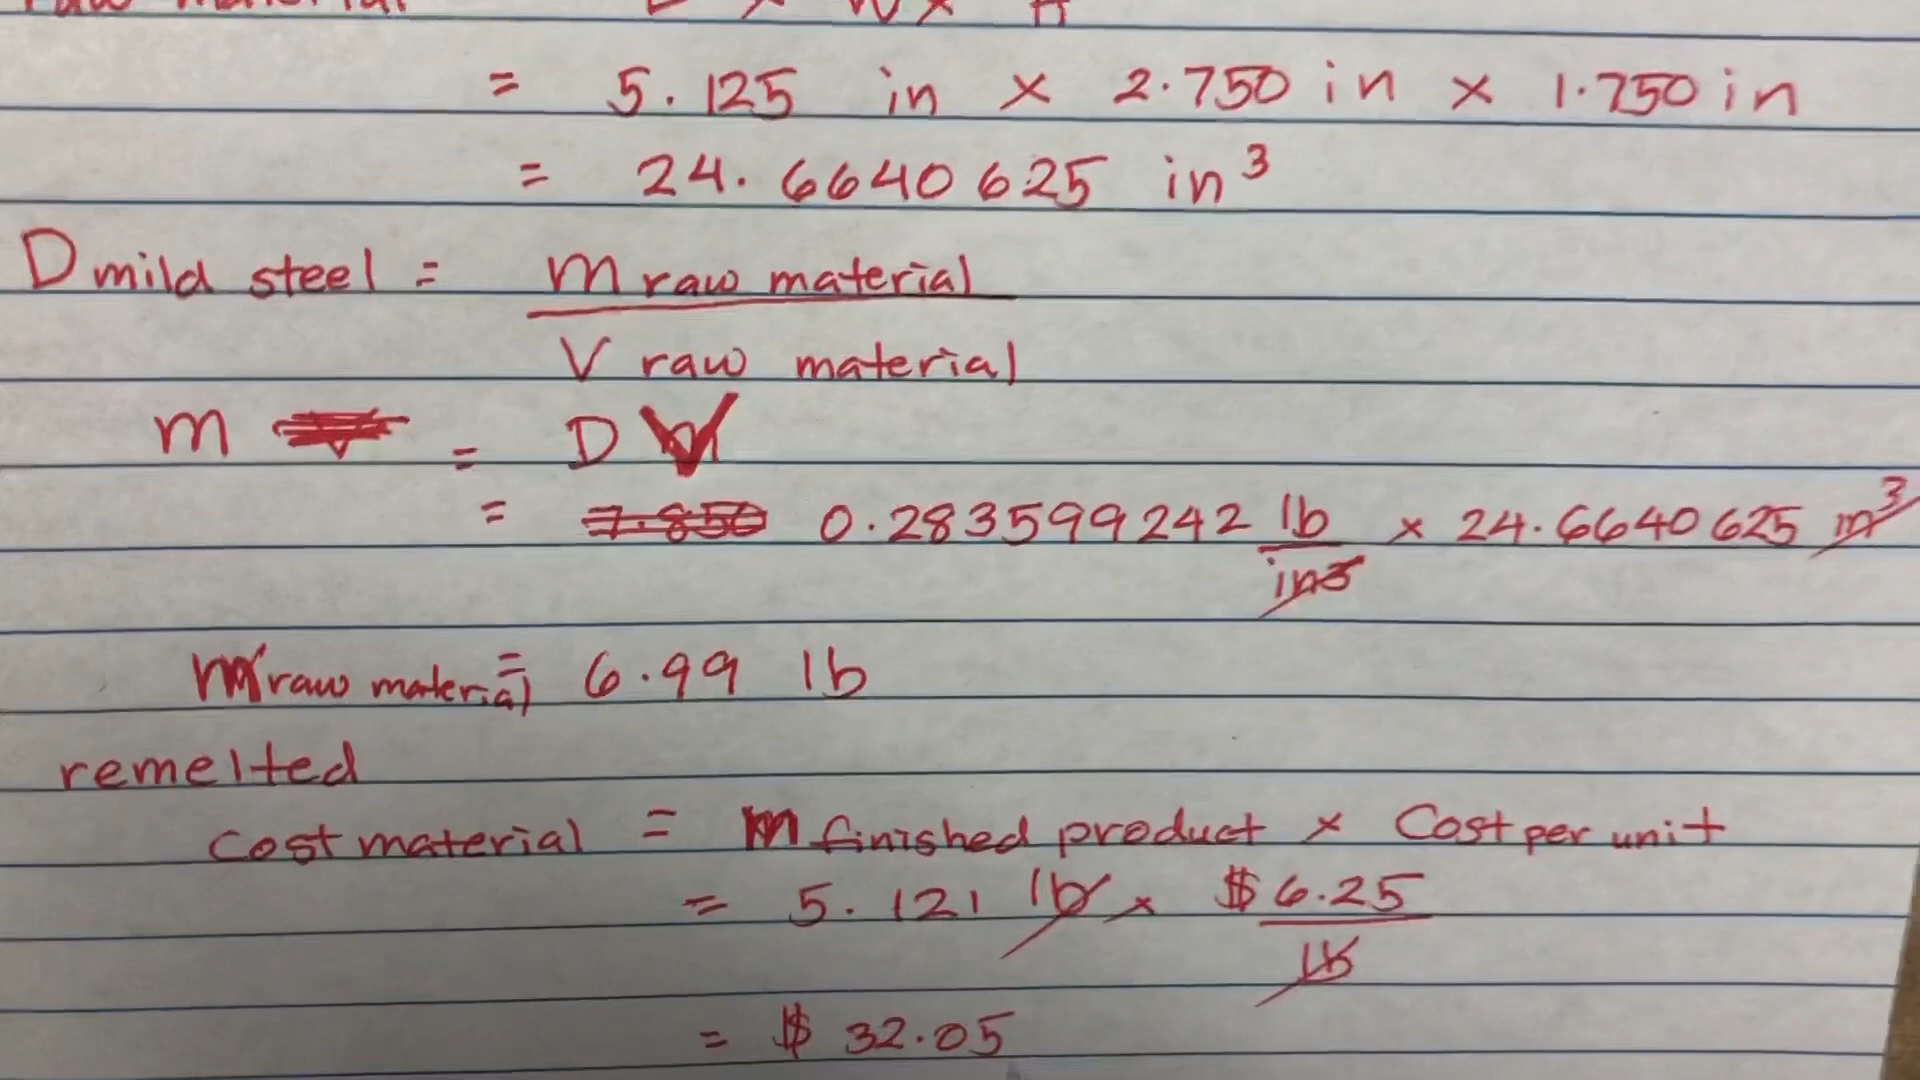 raw material L x W x H
= 5.125 in x 2.750 in x 1.750 in
= 24.6640625 in³
D mild steel = m raw material
V raw material
m = D V
= 7.850 0.283599242 lb x 24.6640625 in³
in3
m raw material = 6.99 lb
remelted
cost material = m finished product x Cost per unit
= 5.121 lb x $6.25
lb
= $ 32.05